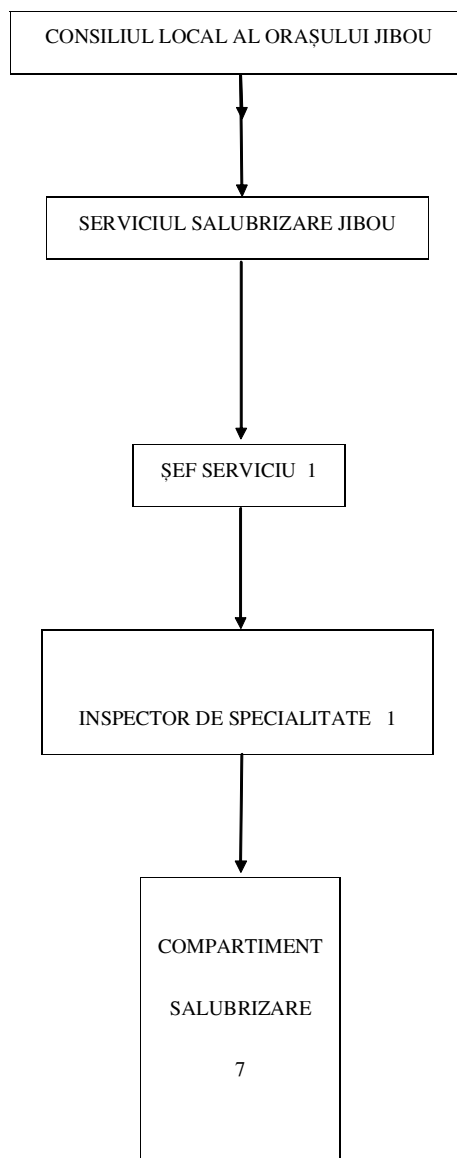 CONSILIUL LOCAL AL ORAȘULUI JIBOU
SERVICIUL SALUBRIZARE JIBOU
ȘEF SERVICIU 1
INSPECTOR DE SPECIALITATE 1
COMPARTIMENT
SALUBRIZARE
7